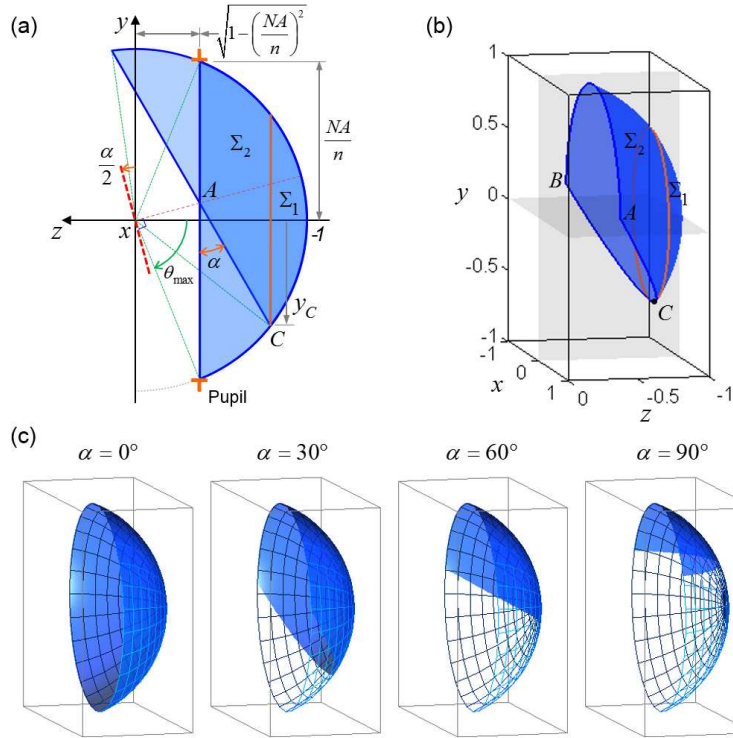 (a)
y
√1−(NA/n)²
α/2
Σ₂
NA/n
A
Σ₁
z
x
-1
θmax
α
yC
C
Pupil
(b)
1
0.5
y
0
-0.5
-1
Σ₂
B
A
Σ₁
C
-1
0
1
x
0
-0.5
-1
z
(c)
α = 0°
α = 30°
α = 60°
α = 90°